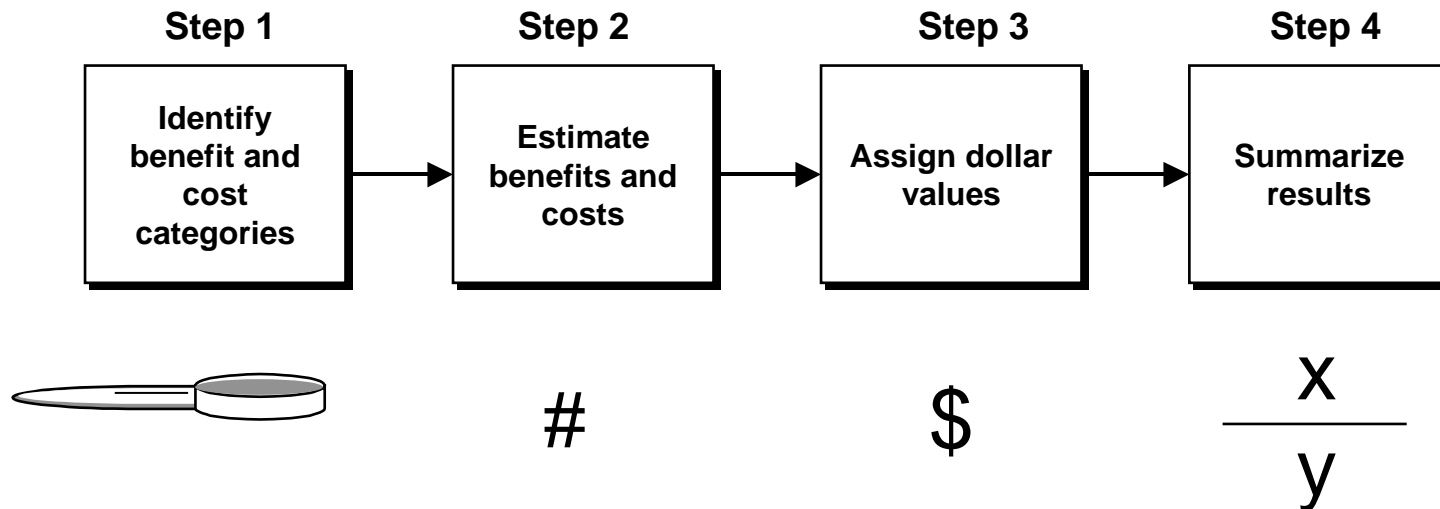 Step 1
Step 2
Step 3
Step 4
Identify
benefit and
cost
categories
Estimate
benefits and
costs
Assign dollar
values
Summarize
results
#
$
x
y